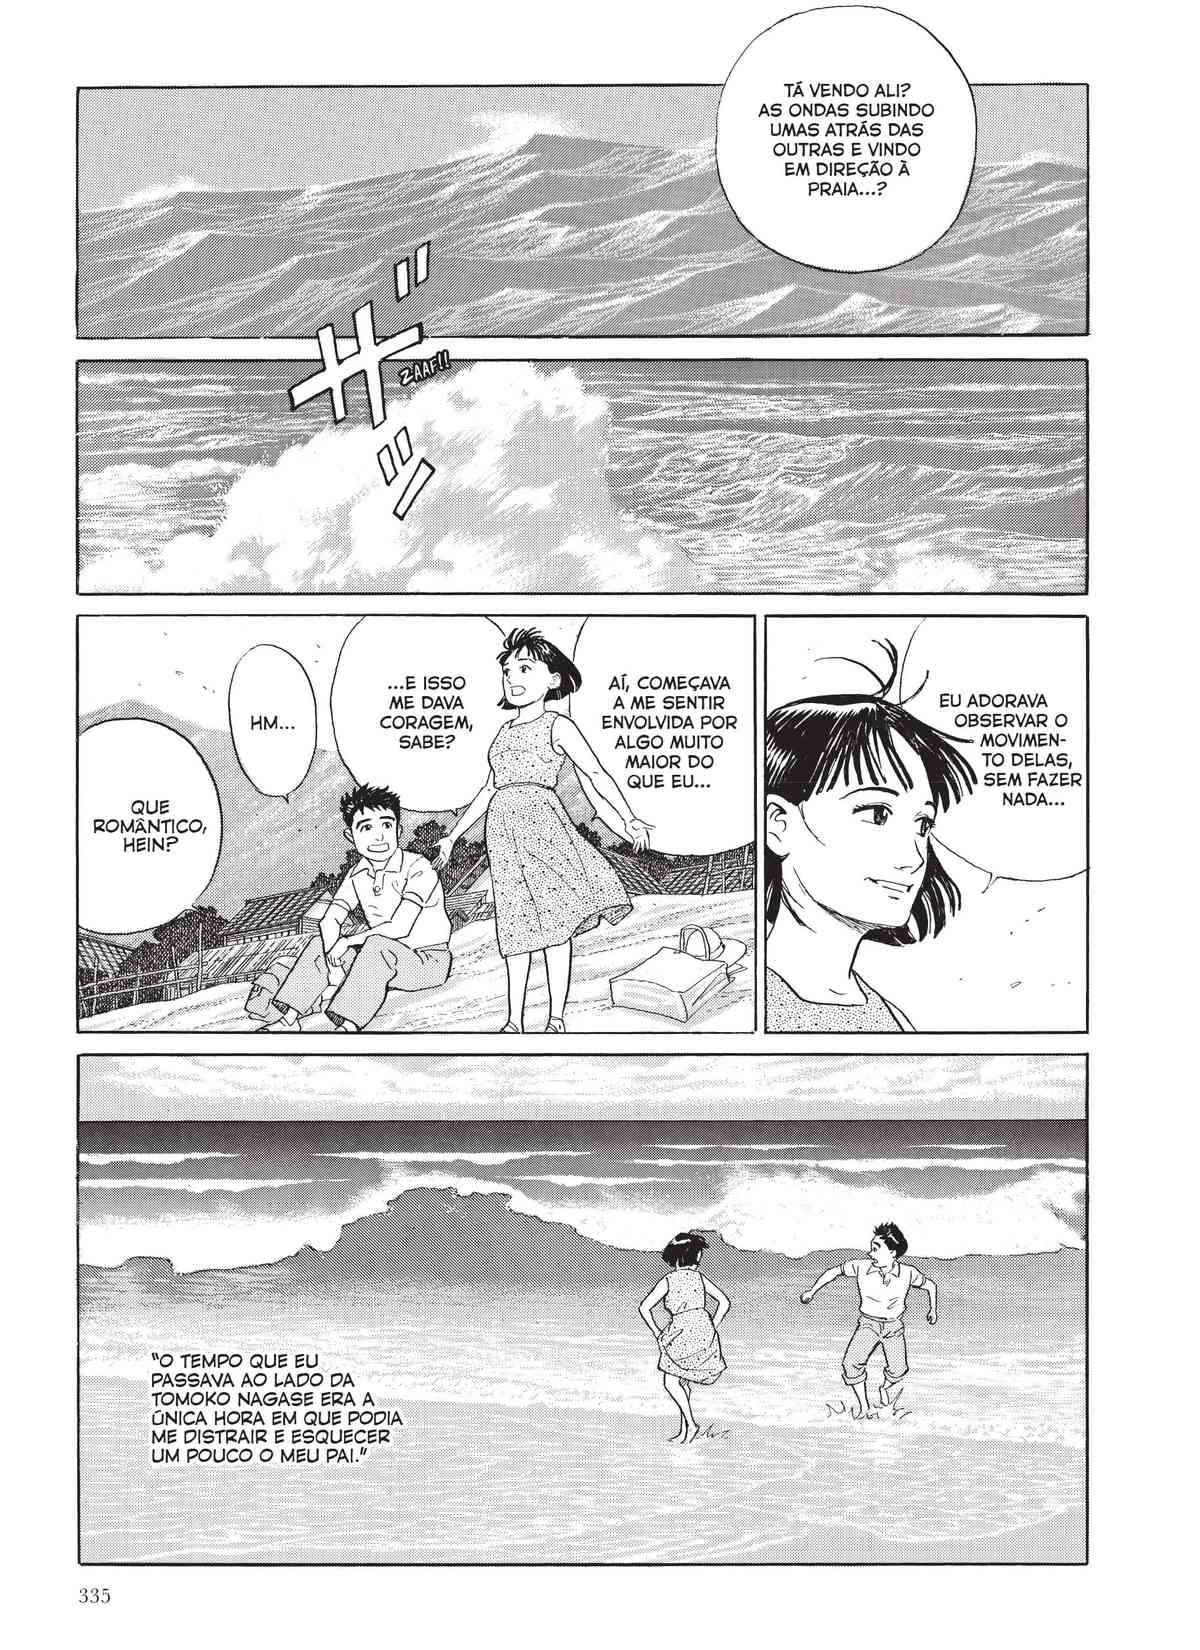 TÁ VENDO ALI?
AS ONDAS SUBINDO
UMAS ATRÁS DAS
OUTRAS E VINDO
EM DIREÇÃO À
PRAIA...?
ザザッ
ZAAF!!
EU ADORAVA
OBSERVAR O
MOVIMEN-
TO DELAS,
SEM FAZER
NADA...
AÍ, COMEÇAVA
A ME SENTIR
ENVOLVIDA POR
ALGO MUITO
MAIOR DO
QUE EU...
...E ISSO
ME DAVA
CORAGEM,
SABE?
HM...
QUE
ROMÂNTICO,
HEIN?
"O TEMPO QUE EU
PASSAVA AO LADO DA
TOMOKO NAGASE ERA A
ÚNICA HORA EM QUE PODIA
ME DISTRAIR E ESQUECER
UM POUCO O MEU PAI."
335